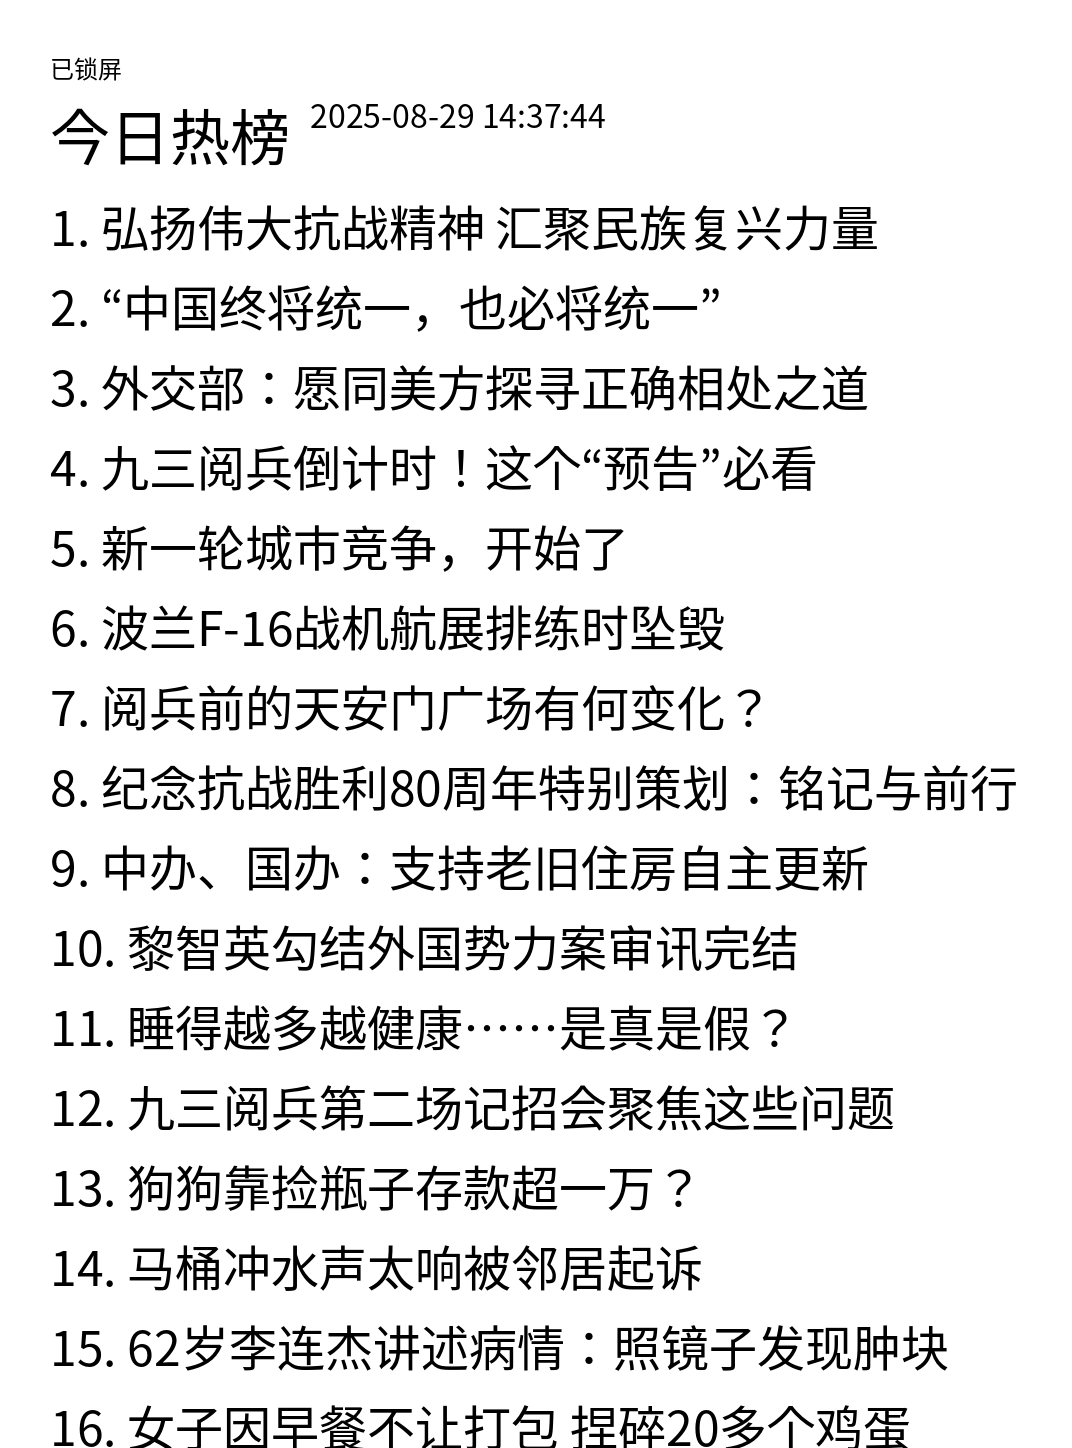 已锁屏
今日热榜 2025-08-29 14:37:44
1. 弘扬伟大抗战精神 汇聚民族复兴力量
2. “中国终将统一，也必将统一”
3. 外交部：愿同美方探寻正确相处之道
4. 九三阅兵倒计时！这个“预告”必看
5. 新一轮城市竞争，开始了
6. 波兰F-16战机航展排练时坠毁
7. 阅兵前的天安门广场有何变化？
8. 纪念抗战胜利80周年特别策划：铭记与前行
9. 中办、国办：支持老旧住房自主更新
10. 黎智英勾结外国势力案审讯完结
11. 睡得越多越健康……是真是假？
12. 九三阅兵第二场记招会聚焦这些问题
13. 狗狗靠捡瓶子存款超一万？
14. 马桶冲水声太响被邻居起诉
15. 62岁李连杰讲述病情：照镜子发现肿块
16. 女子因早餐不让打包 捏碎20多个鸡蛋